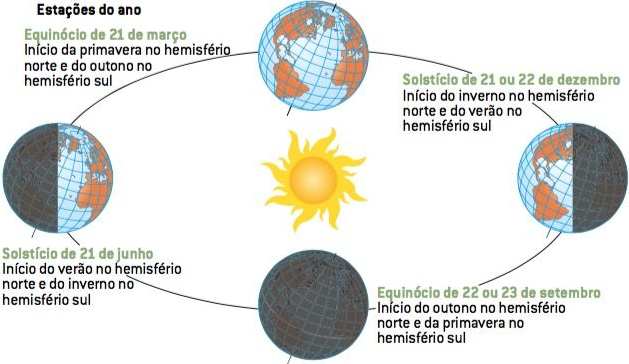 Estações do ano
Equinócio de 21 de março
Início da primavera no hemisfério
norte e do outono no
hemisfério sul
Solstício de 21 ou 22 de dezembro
Início do inverno no hemisfério
norte e do verão no
hemisfério sul
Solstício de 21 de junho
Início do verão no hemisfério
norte e do inverno no
hemisfério sul
Equinócio de 22 ou 23 de setembro
Início do outono no hemisfério
norte e da primavera no
hemisfério sul